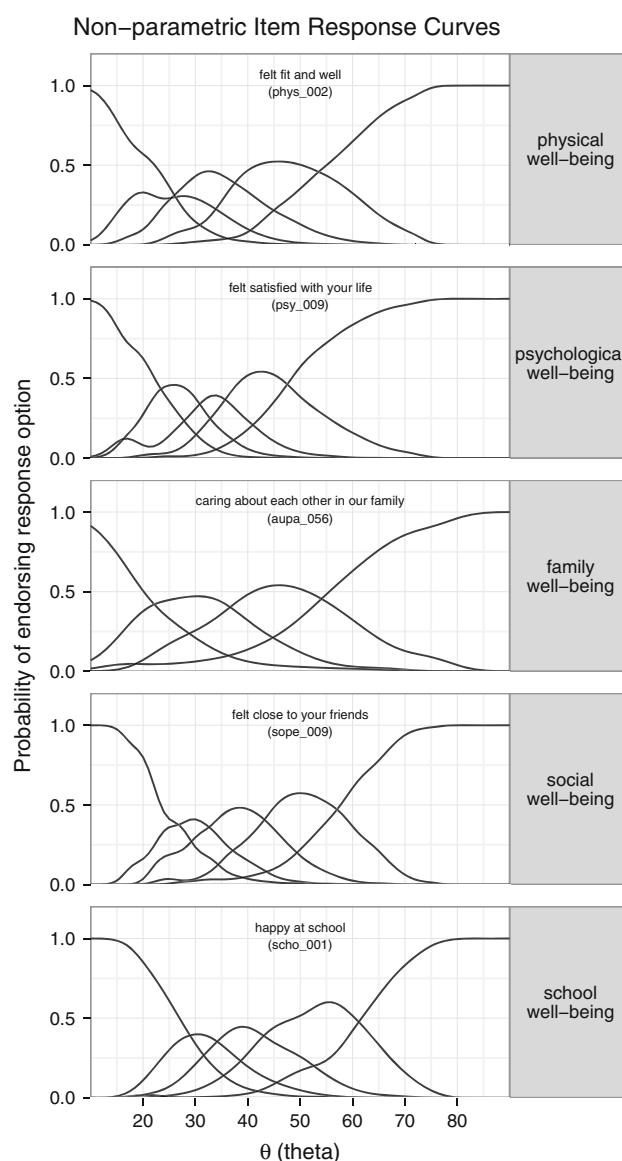 Non−parametric Item Response Curves
Probability of endorsing response option
1.0
0.5
0.0
felt fit and well
(phys_002)
physical
well−being
1.0
0.5
0.0
felt satisfied with your life
(psy_009)
psychologica
well−being
1.0
0.5
0.0
caring about each other in our family
(aupa_056)
family
well−being
1.0
0.5
0.0
felt close to your friends
(sope_009)
social
well−being
1.0
0.5
0.0
happy at school
(scho_001)
school
well−being
20 30 40 50 60 70 80
θ (theta)